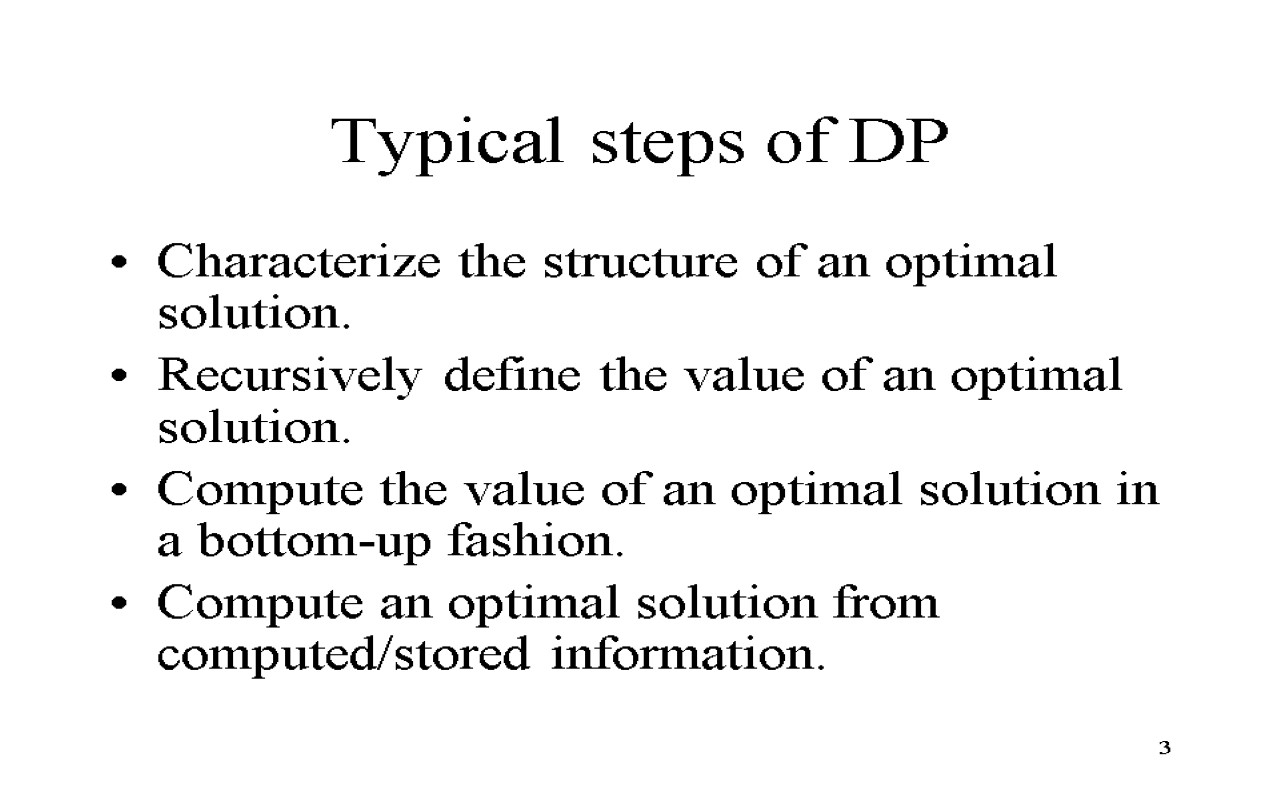 Typical steps of DP
• Characterize the structure of an optimal
solution.
• Recursively define the value of an optimal
solution.
• Compute the value of an optimal solution in
a bottom-up fashion.
• Compute an optimal solution from
computed/stored information.
3